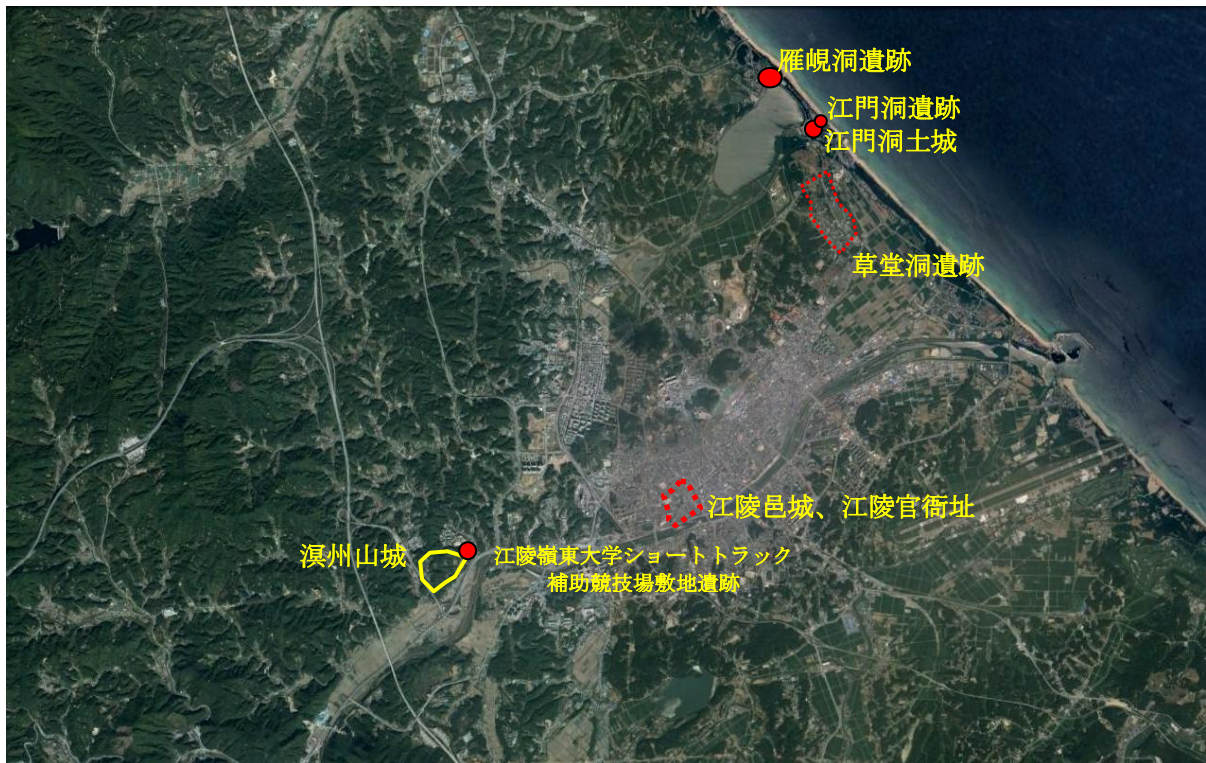 雁峴洞遺跡
江門洞遺跡
江門洞土城
草堂洞遺跡
江陵邑城、江陵官衙址
溟州山城
江陵嶺東大学ショートトラック
補助競技場敷地遺跡